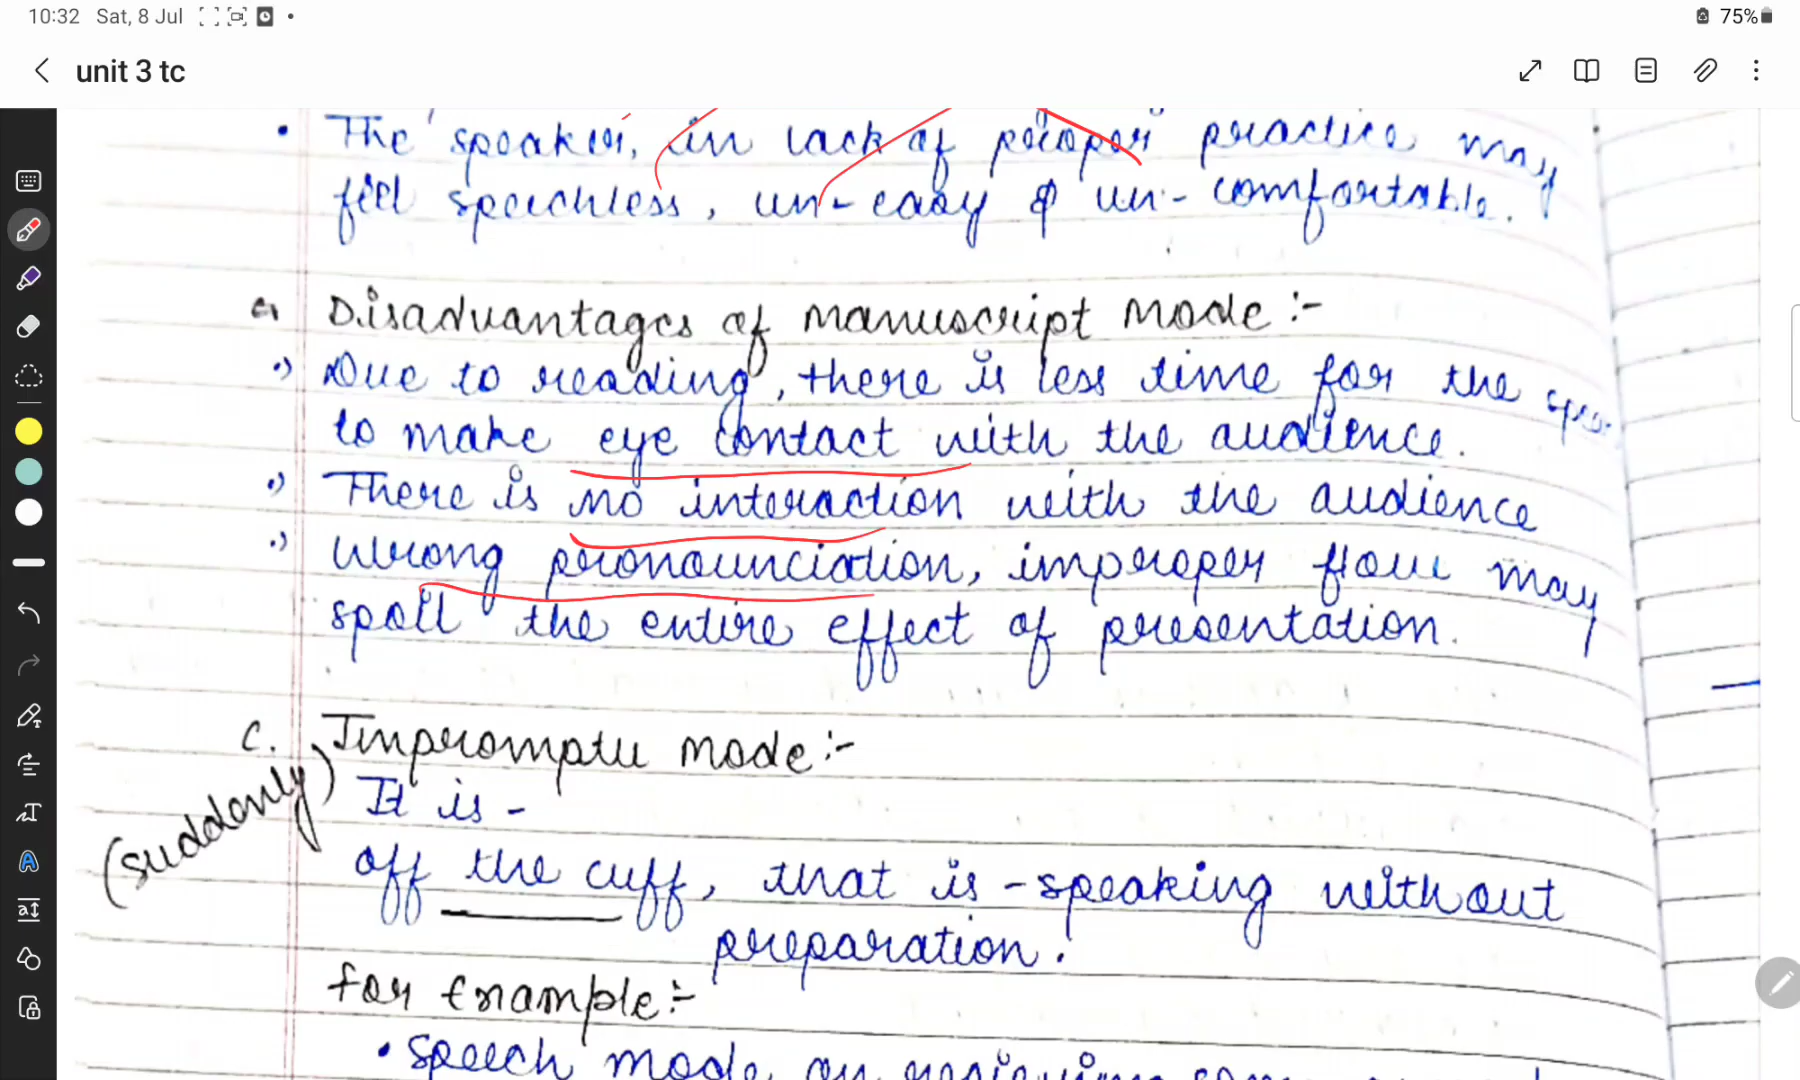 10:32 Sat, 8 Jul
75%
unit 3 tc
• The speaker, in lack of proper practice may
feel speechless, un-easy & un-comfortable.
Disadvantages of manuscript mode :-
Due to reading, there is less time for the
to make eye contact with the audience.
There is no interaction with the audience
wrong pronounciation, improper flow may
spoil the entire effect of presentation.
C. Impromptu mode :-
(suddenly)
It is -
off the cuff, that is - speaking without
preparation.
for Example :-
• Speech mode on